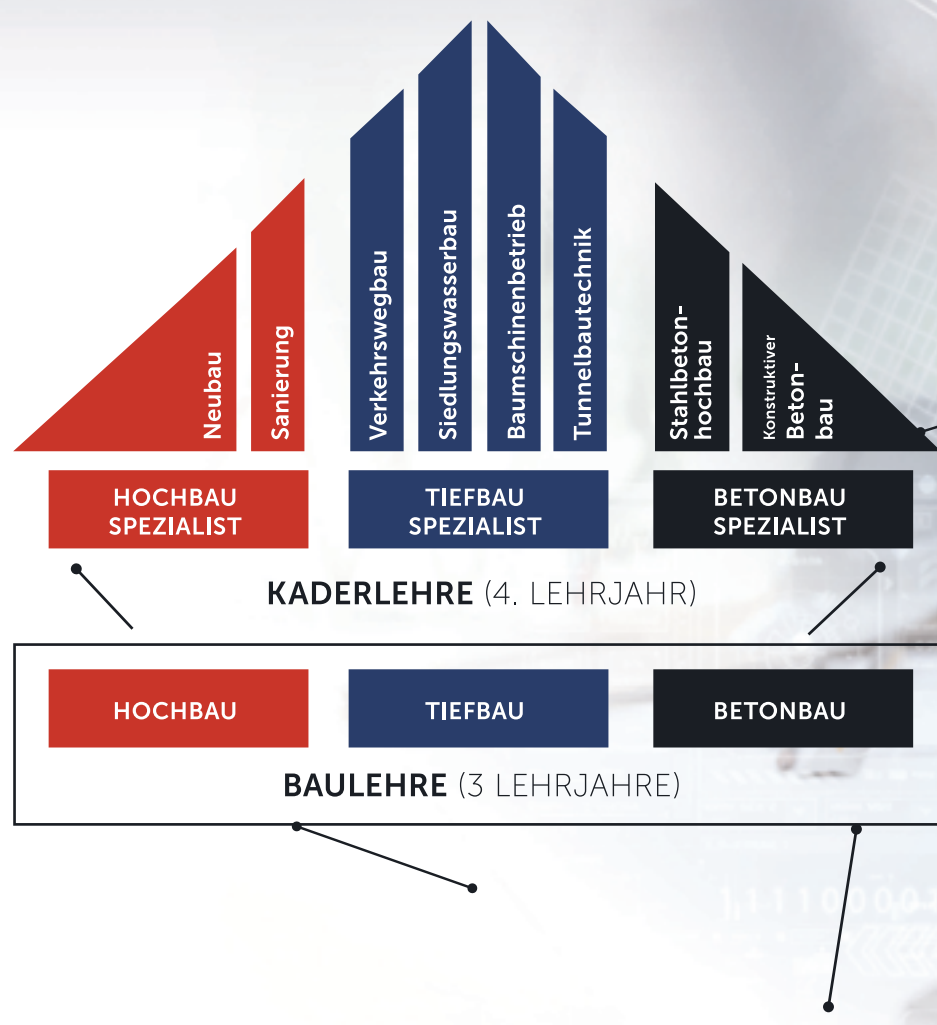 Neubau
Sanierung
Verkehrswegbau
Siedlungswasserbau
Baumschinenbetrieb
Tunnelbautechnik
Stahlbeton-
hochbau
Konstruktiver
Beton-
bau
HOCHBAU
SPEZIALIST
TIEFBAU
SPEZIALIST
BETONBAU
SPEZIALIST
KADERLEHRE (4. LEHRJAHR)
HOCHBAU
TIEFBAU
BETONBAU
BAULEHRE (3 LEHRJAHRE)